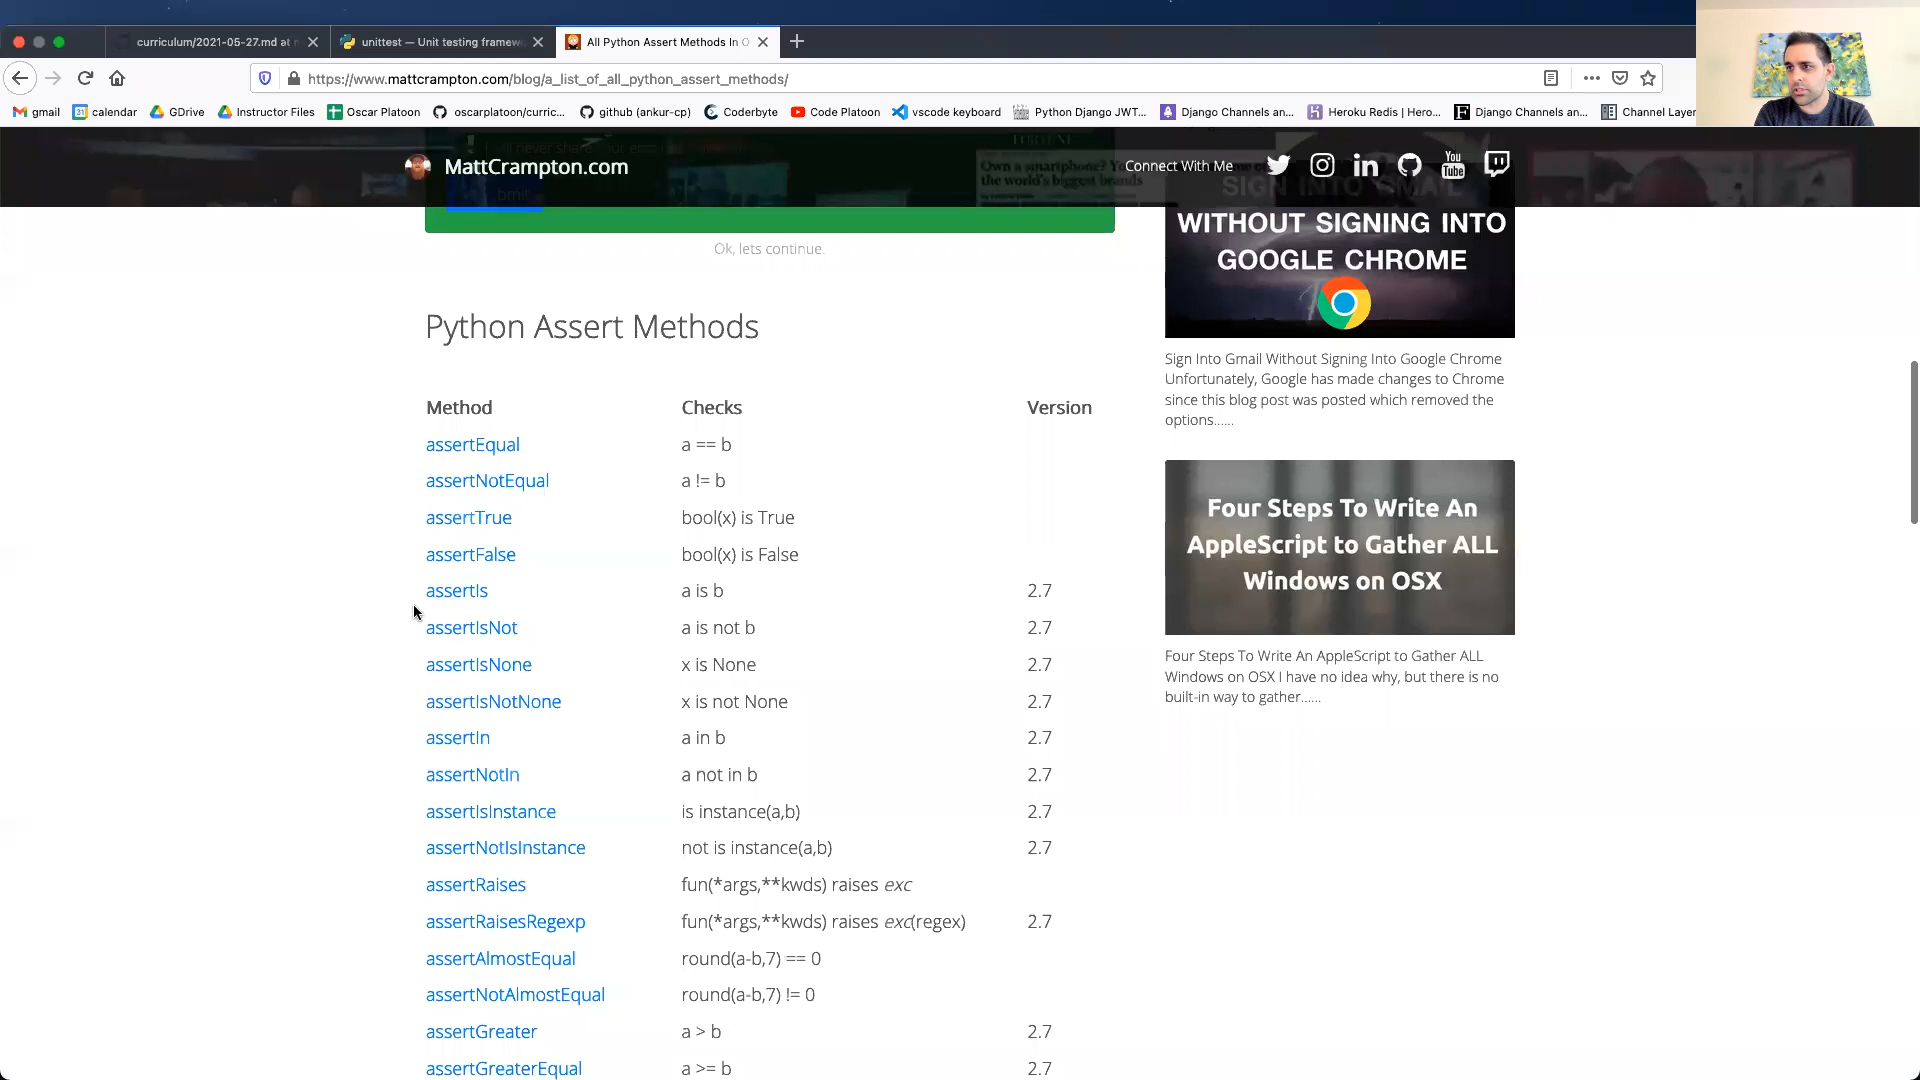 curriculum/2021-05-27.md at
unittest — Unit testing framew
All Python Assert Methods In O
https://www.mattcrampton.com/blog/a_list_of_all_python_assert_methods/
gmail
calendar
GDrive
Instructor Files
Oscar Platoon
oscarplatoon/curric...
github (ankur-cp)
Coderbyte
Code Platoon
vscode keyboard
Python Django JWT...
Django Channels an...
Heroku Redis | Hero...
Django Channels an...
Channel Layer
MattCrampton.com
Connect With Me
Own a smartphone?
the world's biggest brands
SIGN INTO GMAIL
WITHOUT SIGNING INTO
GOOGLE CHROME
Ok, lets continue.
Python Assert Methods
Method Checks Version
assertEqual a == b
assertNotEqual a != b
assertTrue bool(x) is True
assertFalse bool(x) is False
assertIs a is b 2.7
assertIsNot a is not b 2.7
assertIsNone x is None 2.7
assertIsNotNone x is not None 2.7
assertIn a in b 2.7
assertNotIn a not in b 2.7
assertIsInstance is instance(a,b) 2.7
assertNotIsInstance not is instance(a,b) 2.7
assertRaises fun(*args,**kwds) raises exc
assertRaisesRegexp fun(*args,**kwds) raises exc(regex) 2.7
assertAlmostEqual round(a-b,7) == 0
assertNotAlmostEqual round(a-b,7) != 0
assertGreater a > b 2.7
assertGreaterEqual a >= b 2.7
Sign Into Gmail Without Signing Into Google Chrome
Unfortunately, Google has made changes to Chrome
since this blog post was posted which removed the
options......
Four Steps To Write An
AppleScript to Gather ALL
Windows on OSX
Four Steps To Write An AppleScript to Gather ALL
Windows on OSX I have no idea why, but there is no
built-in way to gather......